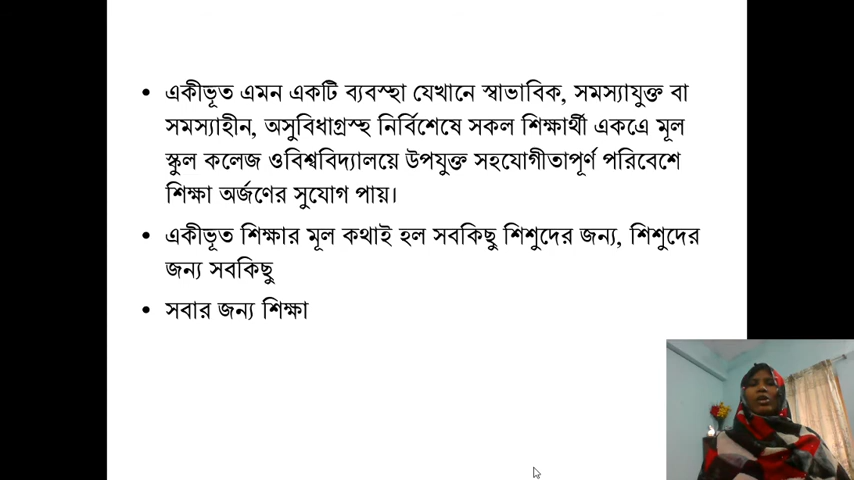 • একীভূত এমন একটি ব্যবস্হা যেখানে স্বাভাবিক, সমস্যাযুক্ত বা
সমস্যাহীন, অসুবিধাগ্রস্হ নির্বিশেষে সকল শিক্ষার্থী একএে মূল
স্কুল কলেজ ওবিশ্ববিদ্যালয়ে উপযুক্ত সহযোগীতাপূর্ণ পরিবেশে
শিক্ষা অর্জণের সুযোগ পায়।
• একীভূত শিক্ষার মূল কথাই হল সবকিছু শিশুদের জন্য, শিশুদের
জন্য সবকিছু
• সবার জন্য শিক্ষা